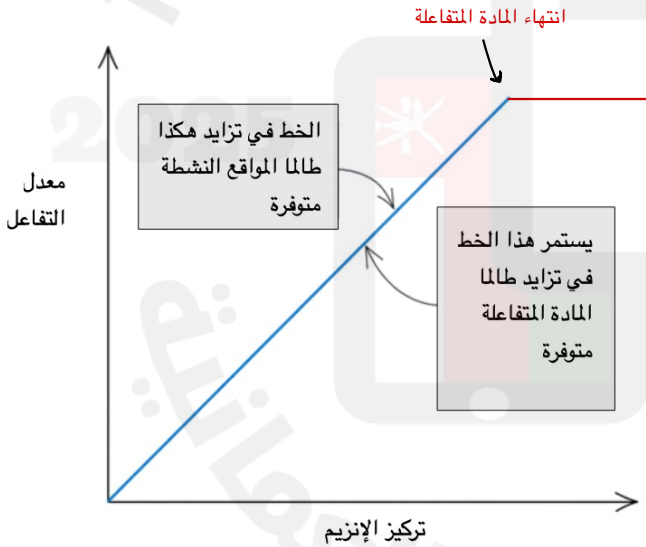 انتهاء المادة المتفاعلة
2025
الخط في تزايد هكذا
طالما المواقع النشطة
متوفرة
معدل
التفاعل
يستمر هذا الخط
في تزايد طالما
المادة المتفاعلة
متوفرة
تركيز الإنزيم